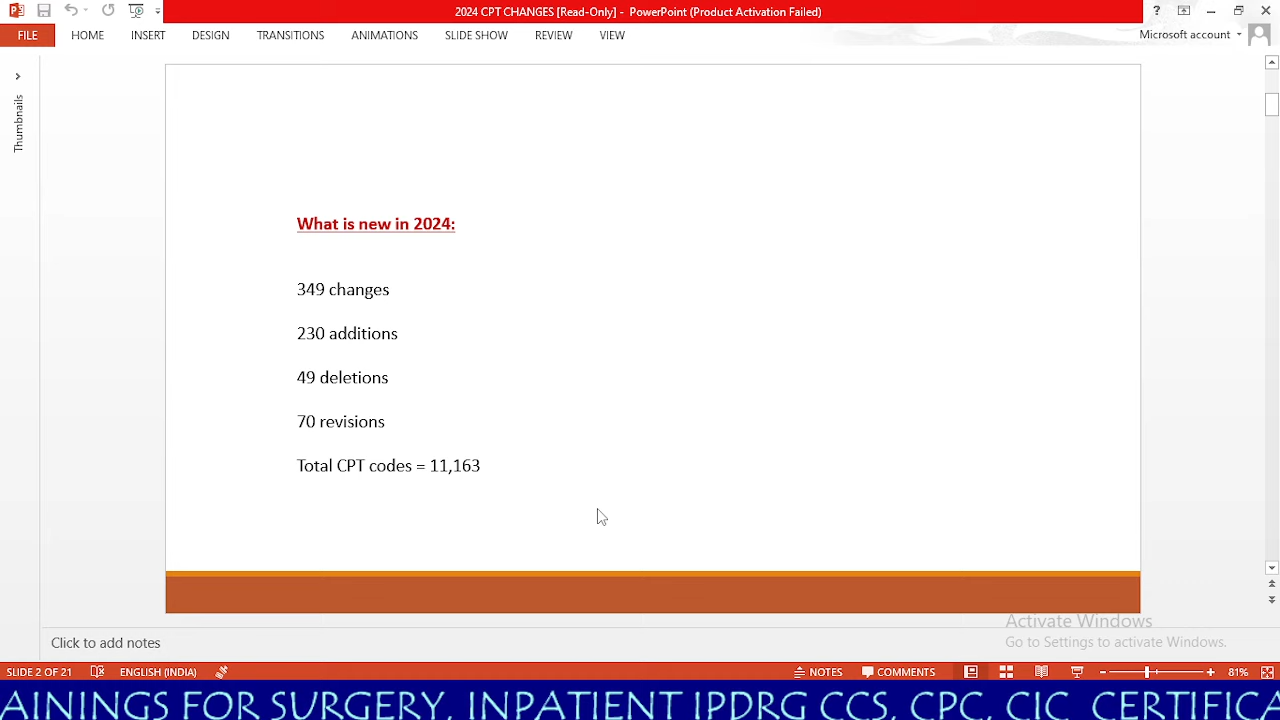 2024 CPT CHANGES [Read-Only] - PowerPoint (Product Activation Failed)
?
FILE HOME INSERT DESIGN TRANSITIONS ANIMATIONS SLIDE SHOW REVIEW VIEW Microsoft account
Thumbnails
What is new in 2024:
349 changes
230 additions
49 deletions
70 revisions
Total CPT codes = 11,163
Activate Windows
Go to Settings to activate Windows.
Click to add notes
SLIDE 2 OF 21 ENGLISH (INDIA) NOTES COMMENTS 81%
AININGS FOR SURGERY, INPATIENT IPDRG CCS, CPC, CIC CERTIFICA